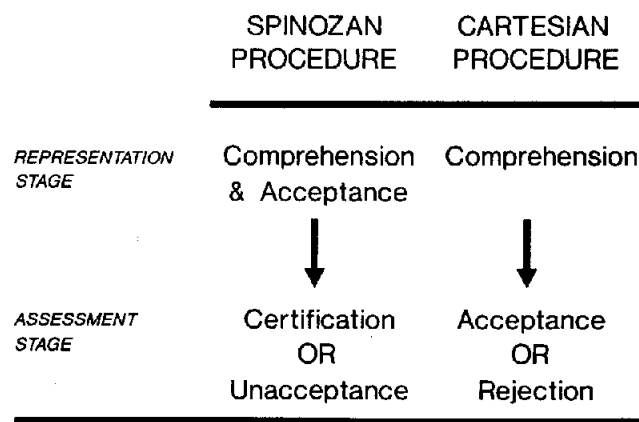 SPINOZAN CARTESIAN
PROCEDURE PROCEDURE
REPRESENTATION Comprehension Comprehension
STAGE & Acceptance
ASSESSMENT Certification Acceptance
STAGE OR OR
Unacceptance Rejection